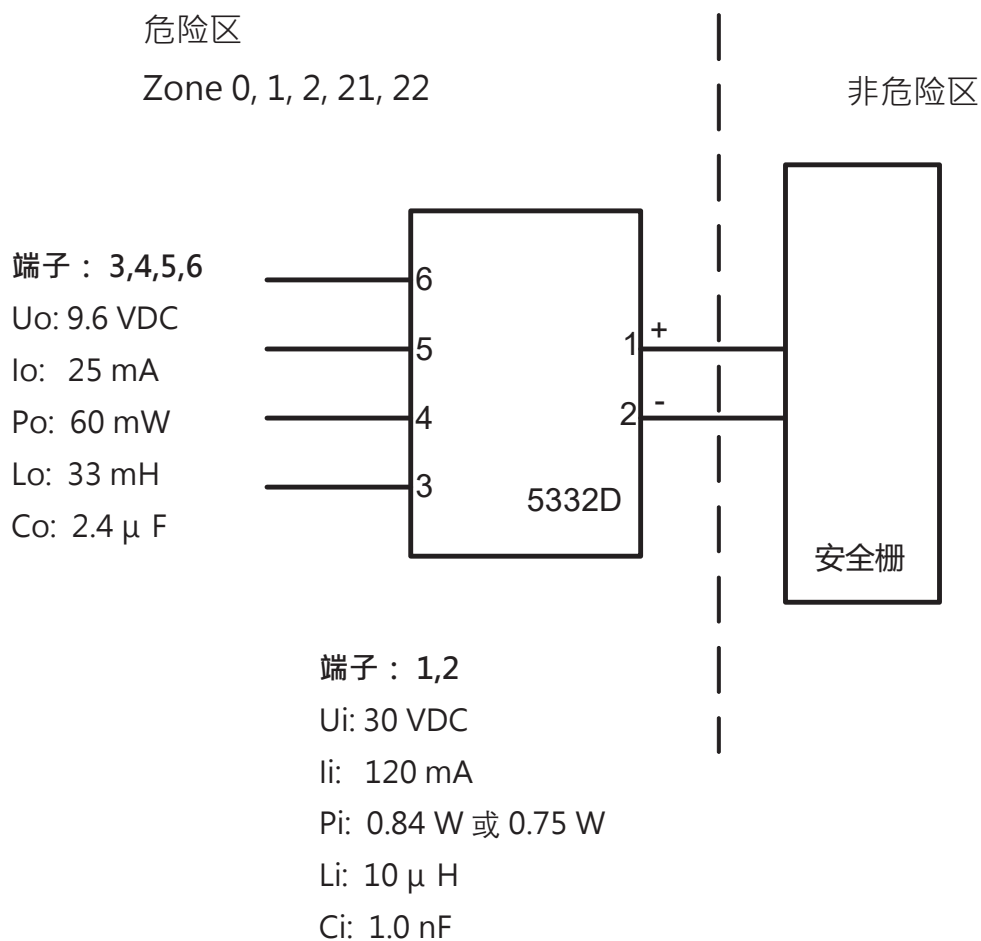 危险区
Zone 0, 1, 2, 21, 22
非危险区
端子： 3,4,5,6
Uo: 9.6 VDC
Io: 25 mA
Po: 60 mW
Lo: 33 mH
Co: 2.4 μ F
6
5
4
3
1 +
2 -
5332D
安全栅
端子： 1,2
Ui: 30 VDC
Ii: 120 mA
Pi: 0.84 W 或 0.75 W
Li: 10 μ H
Ci: 1.0 nF